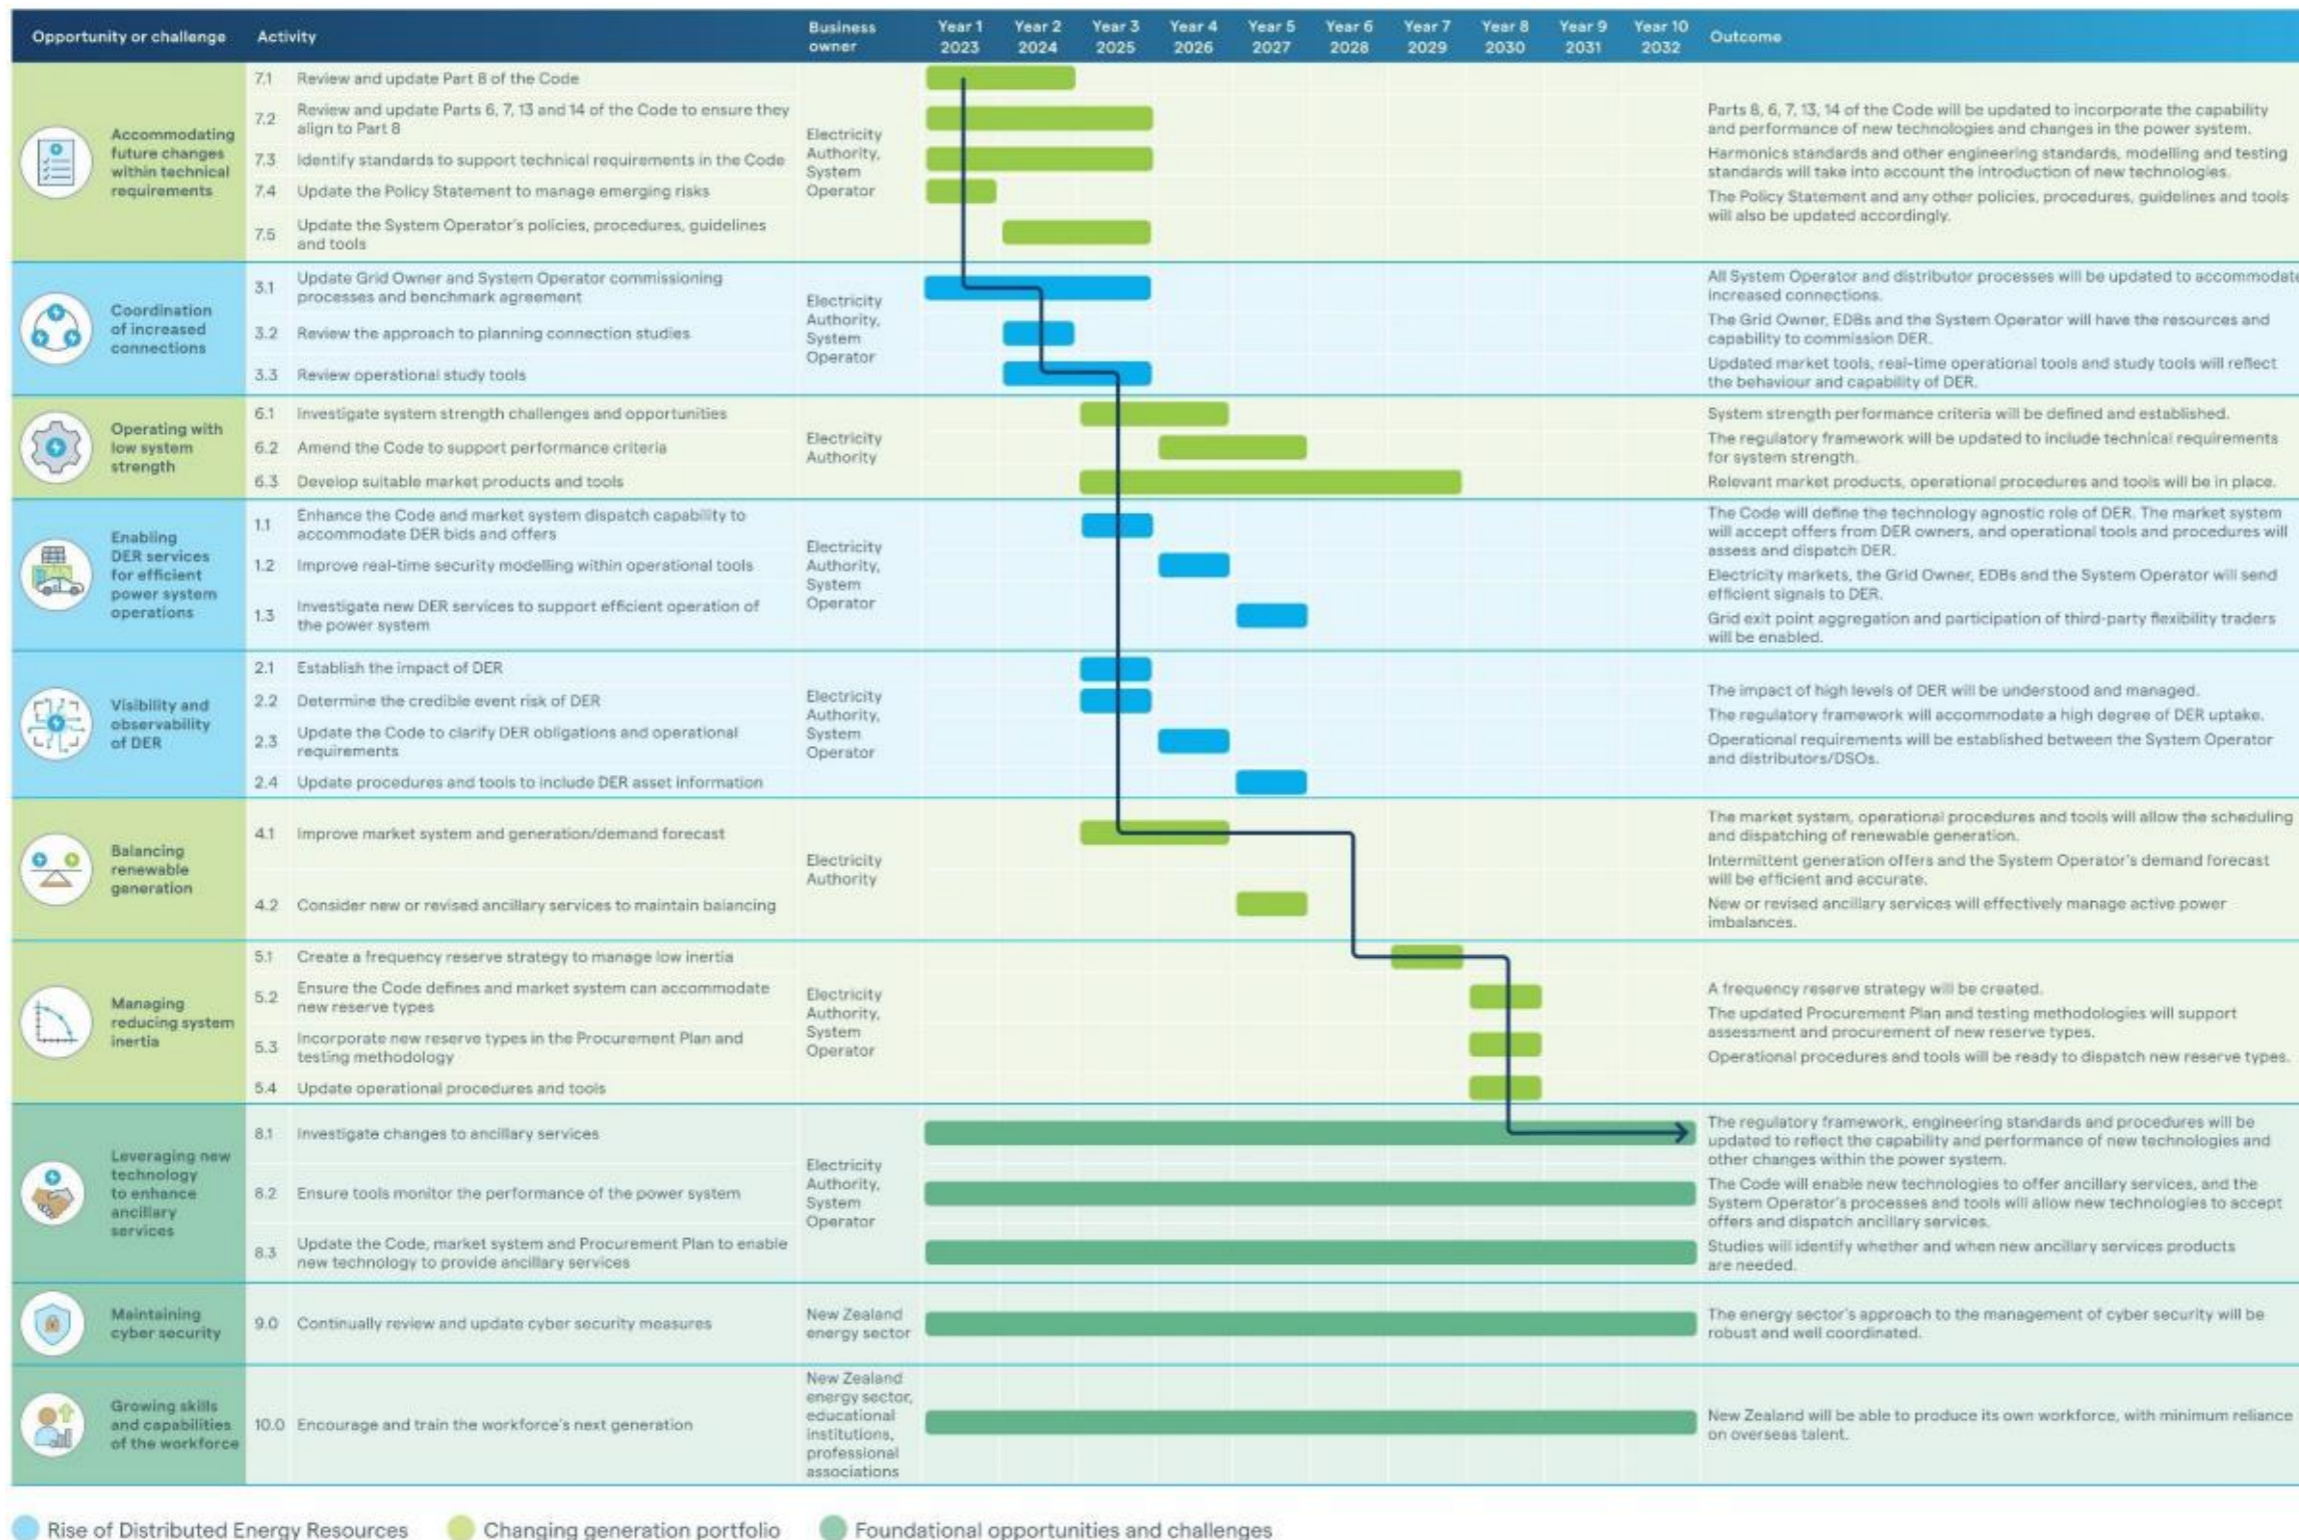 Opportunity or challenge
Activity
Business
owner
Year 1
2023
Year 2
2024
Year 3
2025
Year 4
2026
Year 5
2027
Year 6
2028
Year 7
2029
Year 8
2030
Year 9
2031
Year 10
2032
Outcome
Accommodating
future changes
within technical
requirements
7.1 Review and update Part 8 of the Code
7.2 Review and update Parts 6, 7, 13 and 14 of the Code to ensure they
align to Part 8
7.3 Identify standards to support technical requirements in the Code
7.4 Update the Policy Statement to manage emerging risks
7.5 Update the System Operator's policies, procedures, guidelines
and tools
Electricity
Authority,
System
Operator
Parts 8, 6, 7, 13, 14 of the Code will be updated to incorporate the capability
and performance of new technologies and changes in the power system.
Harmonics standards and other engineering standards, modelling and testing
standards will take into account the introduction of new technologies.
The Policy Statement and any other policies, procedures, guidelines and tools
will also be updated accordingly.
Coordination
of increased
connections
3.1 Update Grid Owner and System Operator commissioning
processes and benchmark agreement
3.2 Review the approach to planning connection studies
3.3 Review operational study tools
Electricity
Authority,
System
Operator
All System Operator and distributor processes will be updated to accommodate
increased connections.
The Grid Owner, EDBs and the System Operator will have the resources and
capability to commission DER.
Updated market tools, real-time operational tools and study tools will reflect
the behaviour and capability of DER.
Operating with
low system
strength
6.1 Investigate system strength challenges and opportunities
6.2 Amend the Code to support performance criteria
6.3 Develop suitable market products and tools
Electricity
Authority
System strength performance criteria will be defined and established.
The regulatory framework will be updated to include technical requirements
for system strength.
Relevant market products, operational procedures and tools will be in place.
Enabling
DER services
for efficient
power system
operations
1.1 Enhance the Code and market system dispatch capability to
accommodate DER bids and offers
1.2 Improve real-time security modelling within operational tools
1.3 Investigate new DER services to support efficient operation of
the power system
Electricity
Authority,
System
Operator
The Code will define the technology agnostic role of DER. The market system
will accept offers from DER owners, and operational tools and procedures will
assess and dispatch DER.
Electricity markets, the Grid Owner, EDBs and the System Operator will send
efficient signals to DER.
Grid exit point aggregation and participation of third-party flexibility traders
will be enabled.
Visibility and
observability
of DER
2.1 Establish the impact of DER
2.2 Determine the credible event risk of DER
2.3 Update the Code to clarify DER obligations and operational
requirements
2.4 Update procedures and tools to include DER asset information
Electricity
Authority,
System
Operator
The impact of high levels of DER will be understood and managed.
The regulatory framework will accommodate a high degree of DER uptake.
Operational requirements will be established between the System Operator
and distributors/DSOs.
Balancing
renewable
generation
4.1 Improve market system and generation/demand forecast
4.2 Consider new or revised ancillary services to maintain balancing
Electricity
Authority
The market system, operational procedures and tools will allow the scheduling
and dispatching of renewable generation.
Intermittent generation offers and the System Operator's demand forecast
will be efficient and accurate.
New or revised ancillary services will effectively manage active power
imbalances.
Managing
reducing system
inertia
5.1 Create a frequency reserve strategy to manage low inertia
5.2 Ensure the Code defines and market system can accommodate
new reserve types
5.3 Incorporate new reserve types in the Procurement Plan and
testing methodology
5.4 Update operational procedures and tools
Electricity
Authority,
System
Operator
A frequency reserve strategy will be created.
The updated Procurement Plan and testing methodologies will support
assessment and procurement of new reserve types.
Operational procedures and tools will be ready to dispatch new reserve types.
Leveraging new
technology
to enhance
ancillary
services
8.1 Investigate changes to ancillary services
8.2 Ensure tools monitor the performance of the power system
8.3 Update the Code, market system and Procurement Plan to enable
new technology to provide ancillary services
Electricity
Authority,
System
Operator
The regulatory framework, engineering standards and procedures will be
updated to reflect the capability and performance of new technologies and
other changes within the power system.
The Code will enable new technologies to offer ancillary services, and the
System Operator's processes and tools will allow new technologies to accept
offers and dispatch ancillary services.
Studies will identify whether and when new ancillary services products
are needed.
Maintaining
cyber security
9.0 Continually review and update cyber security measures
New Zealand
energy sector
The energy sector's approach to the management of cyber security will be
robust and well coordinated.
Growing skills
and capabilities
of the workforce
10.0 Encourage and train the workforce's next generation
New Zealand
energy sector,
educational
institutions,
professional
associations
New Zealand will be able to produce its own workforce, with minimum reliance
on overseas talent.
Rise of Distributed Energy Resources
Changing generation portfolio
Foundational opportunities and challenges